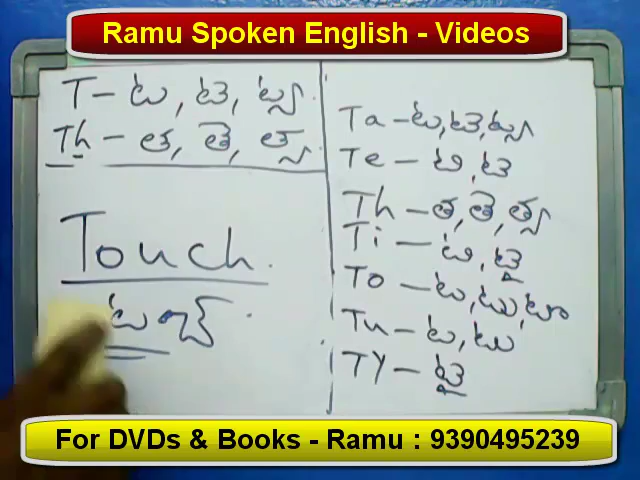 Ramu Spoken English - Videos
T - ట, టె, ట్స
Th - త, తె, త్స
Touch.
టచ్
Ta - ట, టె, ట్స
Te - టి, టె
Th - త, తె, త్స
Ti - టి, టై
To - ట, టు, టూ
Tu - ట, టు
TY - టై
For DVDs & Books - Ramu : 9390495239